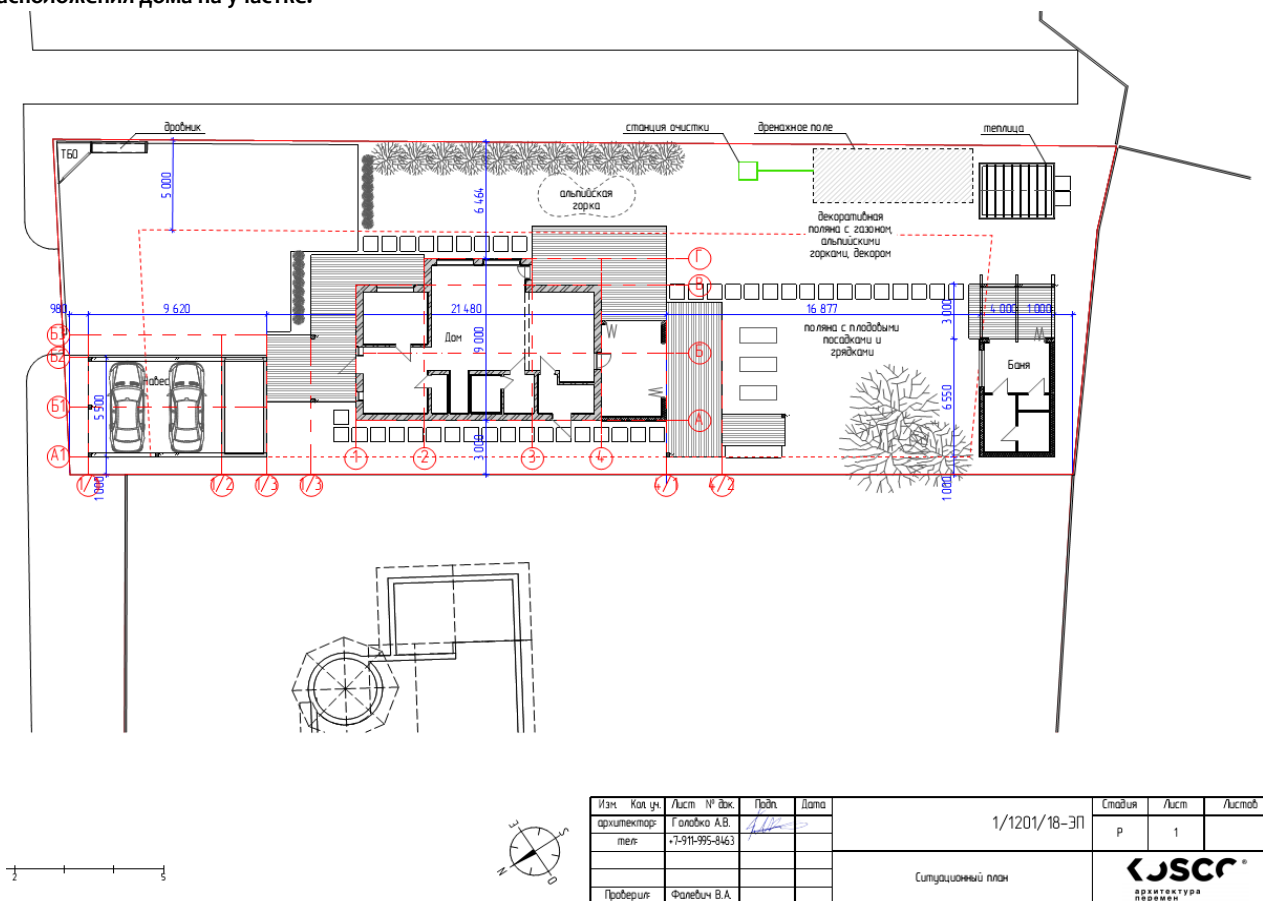 асположения дома на участке.
дровник
станция очистки
дренажное поле
теплица
ТБО
5 000
6 464
альпийская
горка
декоративная
поляна с газоном,
альпийскими
горками, декором
Г
В
980
9 620
21 480
16 877
3 000
4 000
1 000
Б3
Б2
Дом
9 000
поляна с плодовыми
посадками и
грядками
Б
Баня
Навес
5 900
Б1
А
6 550
А1
3 000
1
2
3
4
1 000
1/2
1/3
1/3
4/1
4/2
1 000
Изм. Кол.уч. Лист № док. Подп. Дата
1/1201/18-ЭП
Стадия Лист Листов
архитектор: Головко А.В.
тел: +7-911-995-8463
Р 1
Ситуационный план
Проверил: Фалевич В.А.
архитектура
перемен
З
С
N
О
2
5